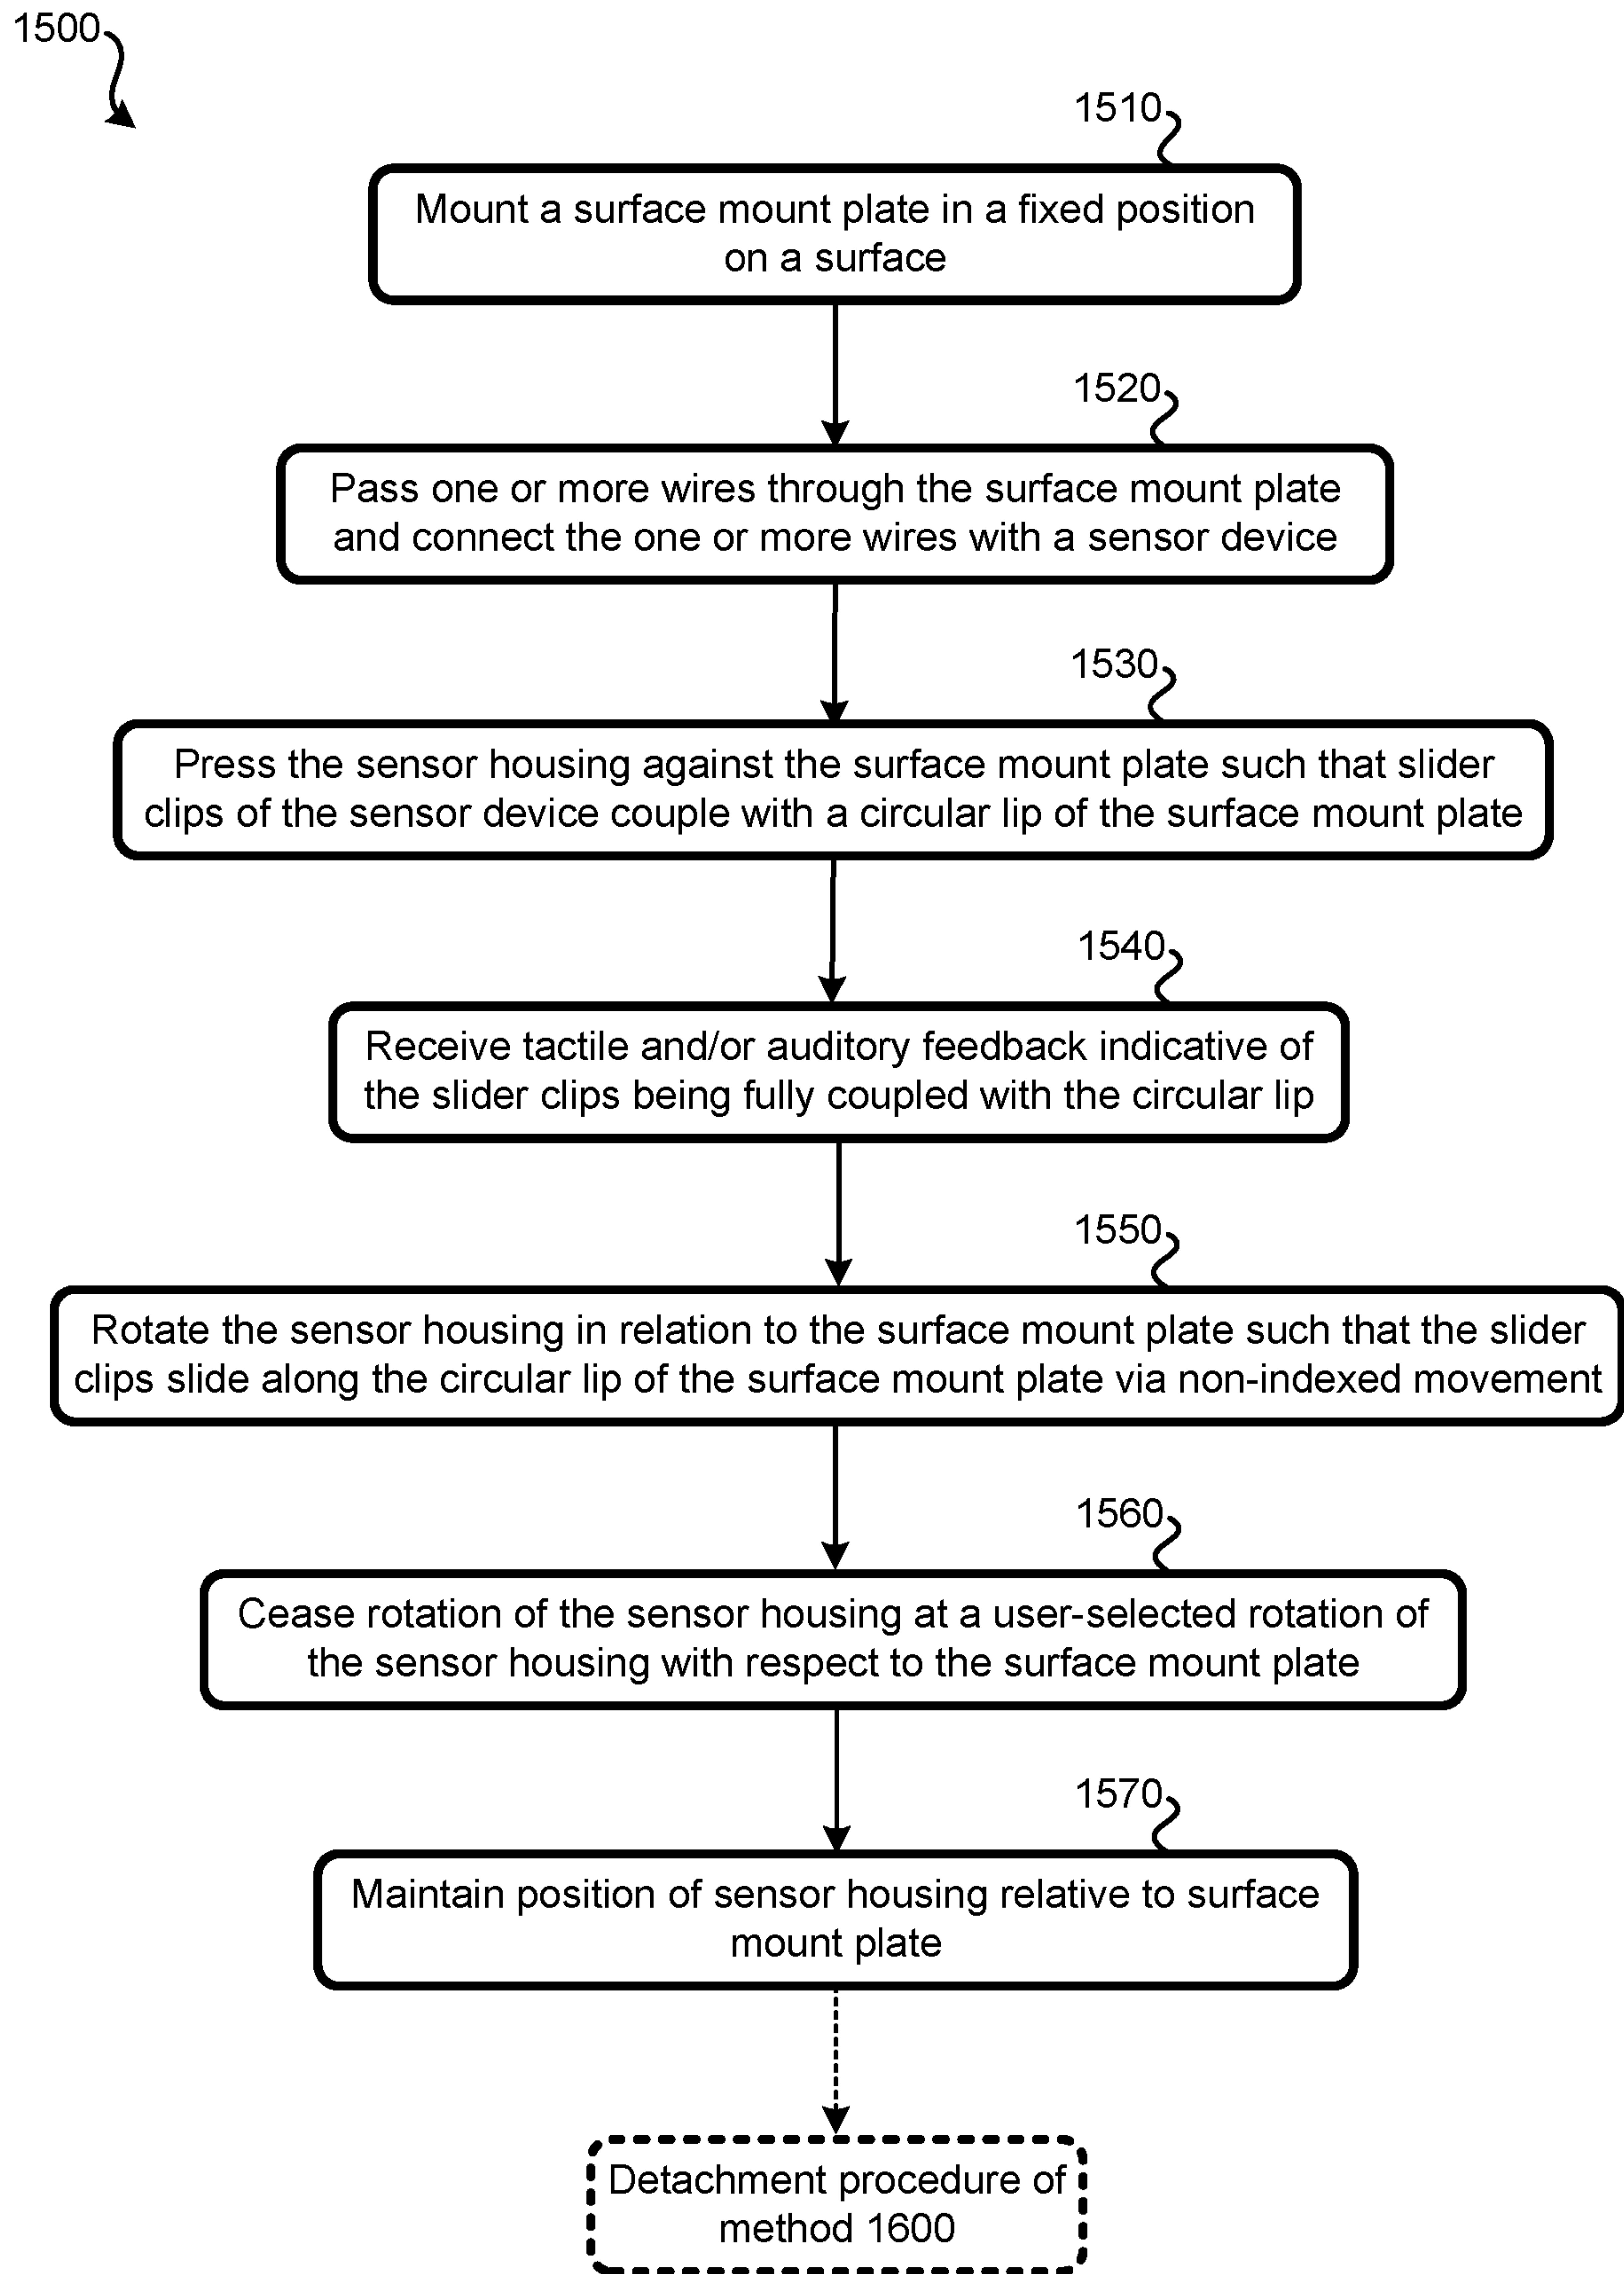 1500
1510
Mount a surface mount plate in a fixed position
on a surface
1520
Pass one or more wires through the surface mount plate
and connect the one or more wires with a sensor device
1530
Press the sensor housing against the surface mount plate such that slider
clips of the sensor device couple with a circular lip of the surface mount plate
1540
Receive tactile and/or auditory feedback indicative of
the slider clips being fully coupled with the circular lip
1550
Rotate the sensor housing in relation to the surface mount plate such that the slider
clips slide along the circular lip of the surface mount plate via non-indexed movement
1560
Cease rotation of the sensor housing at a user-selected rotation of
the sensor housing with respect to the surface mount plate
1570
Maintain position of sensor housing relative to surface
mount plate
Detachment procedure of
method 1600